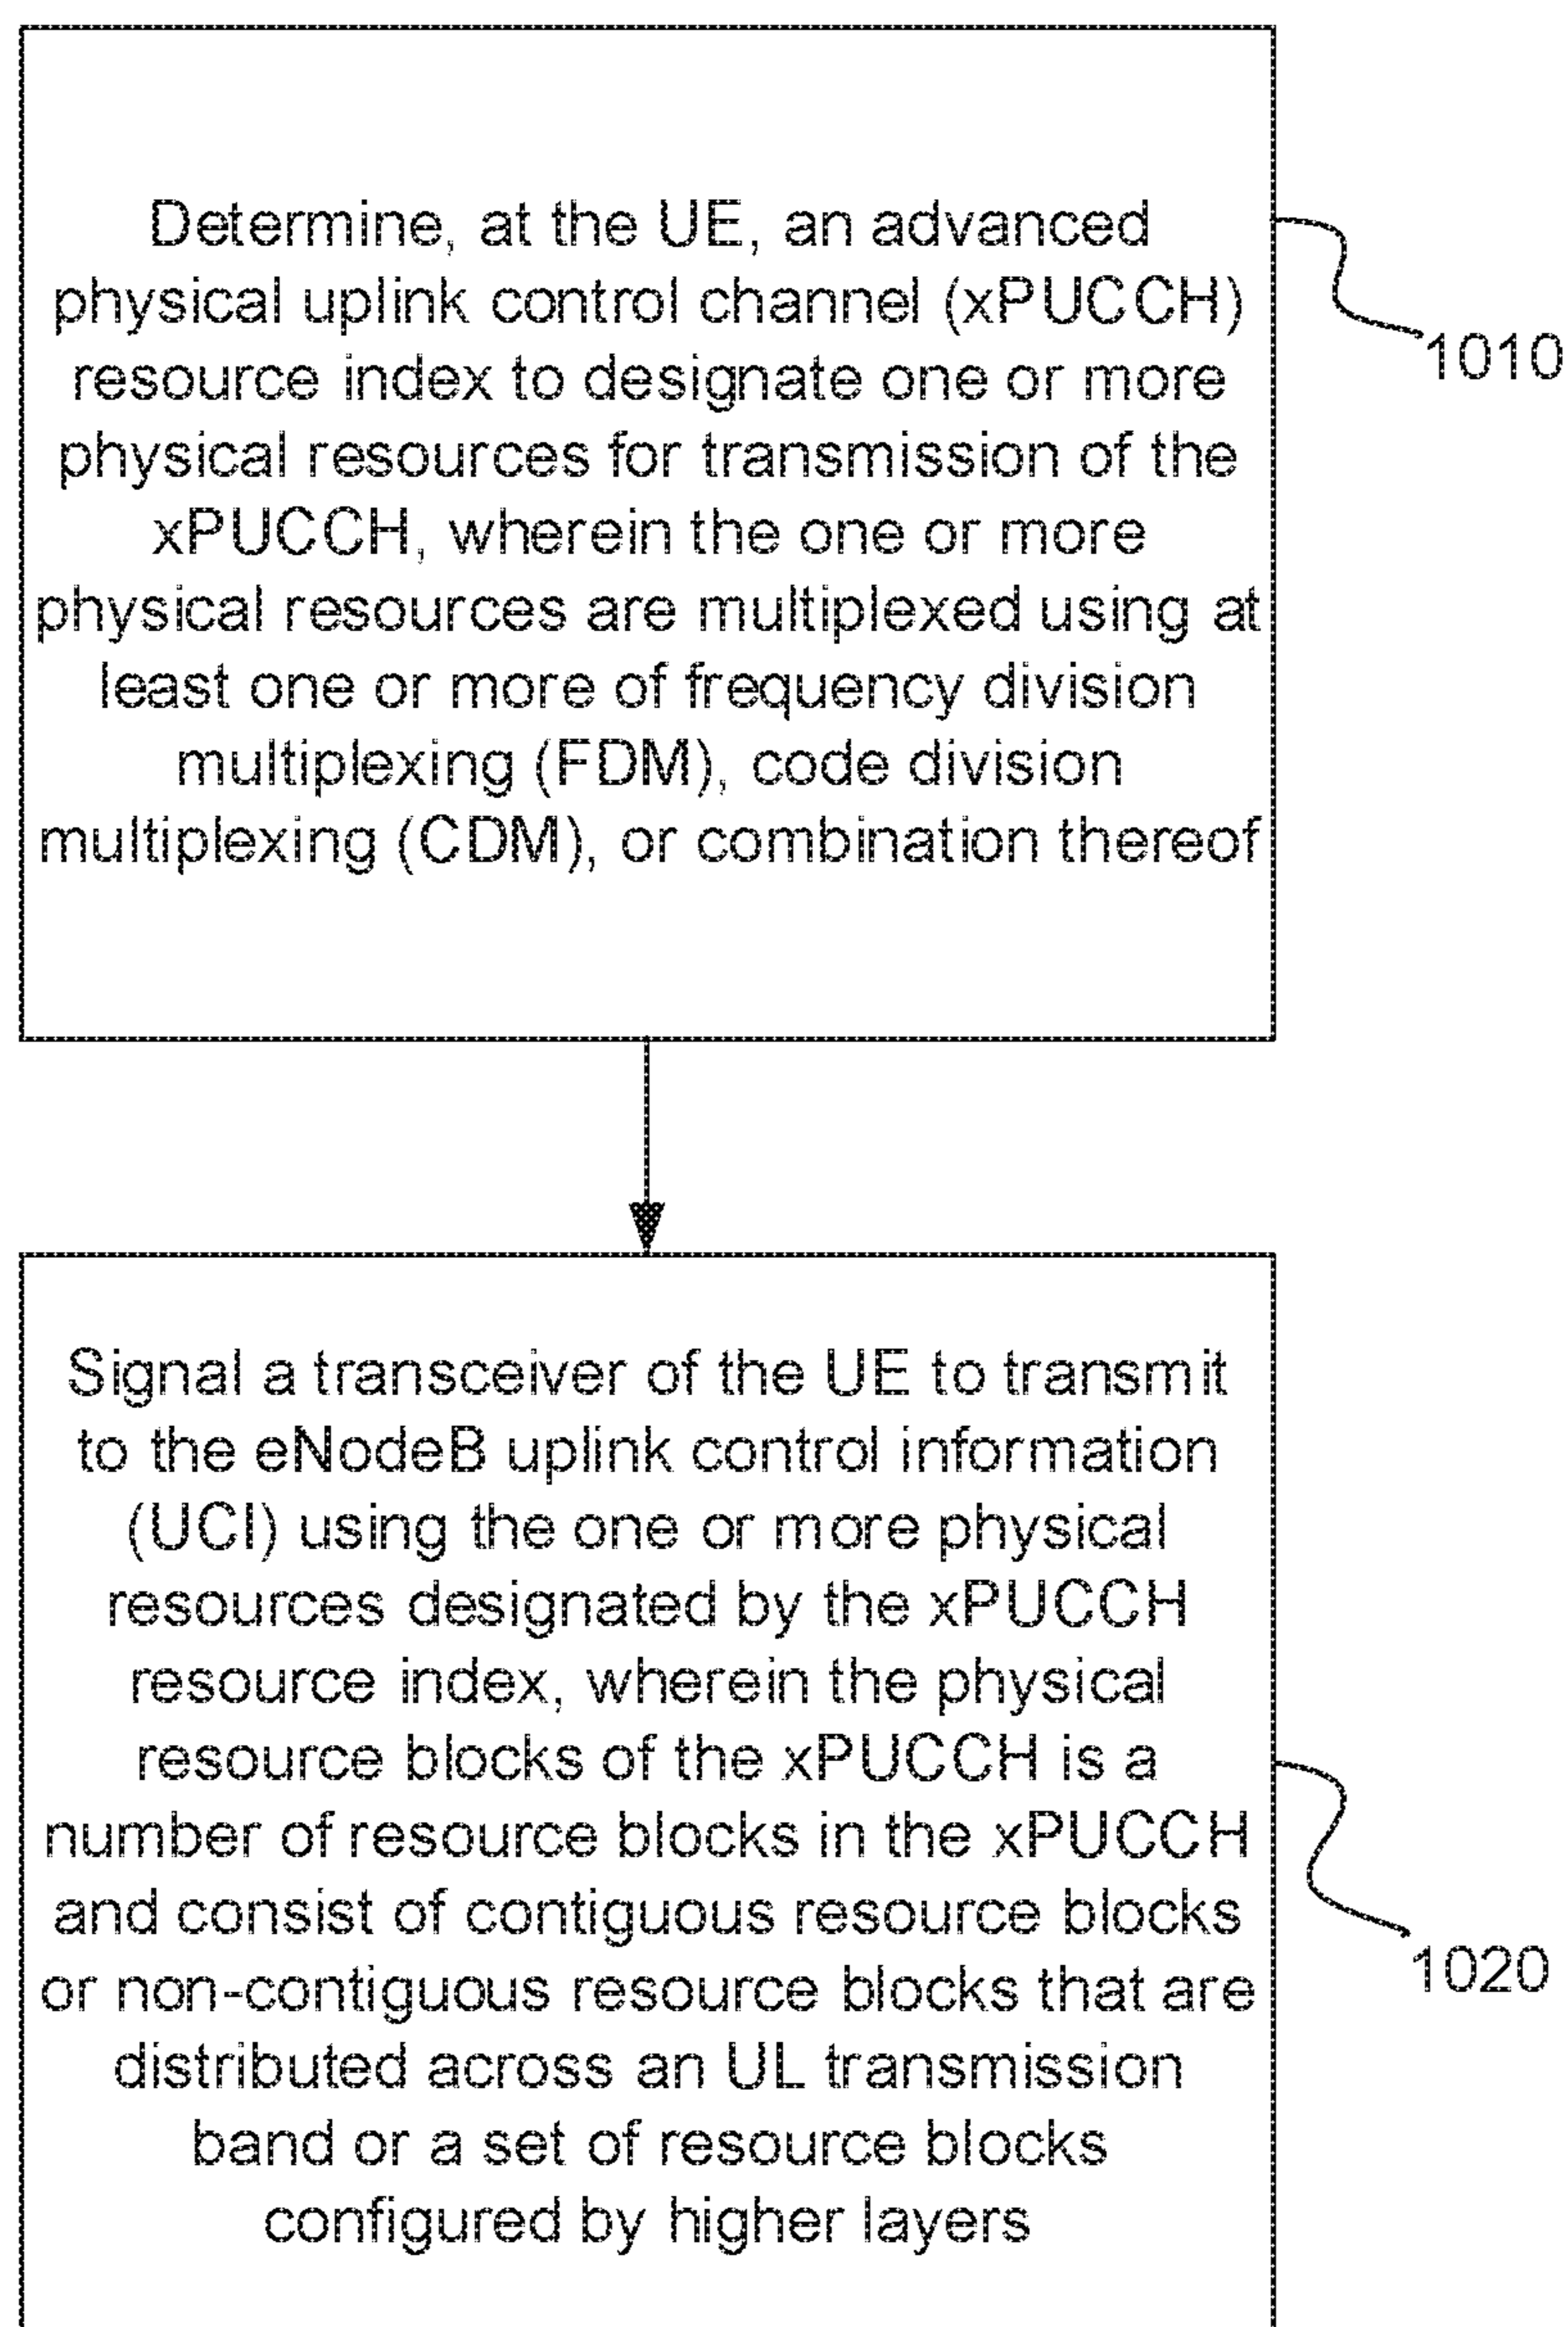 Determine, at the UE, an advanced
physical uplink control channel (xPUCCH)
resource index to designate one or more
physical resources for transmission of the
xPUCCH, wherein the one or more
physical resources are multiplexed using at
least one or more of frequency division
multiplexing (FDM), code division
multiplexing (CDM), or combination thereof
1010
Signal a transceiver of the UE to transmit
to the eNodeB uplink control information
(UCI) using the one or more physical
resources designated by the xPUCCH
resource index, wherein the physical
resource blocks of the xPUCCH is a
number of resource blocks in the xPUCCH
and consist of contiguous resource blocks
or non-contiguous resource blocks that are
distributed across an UL transmission
band or a set of resource blocks
configured by higher layers
1020